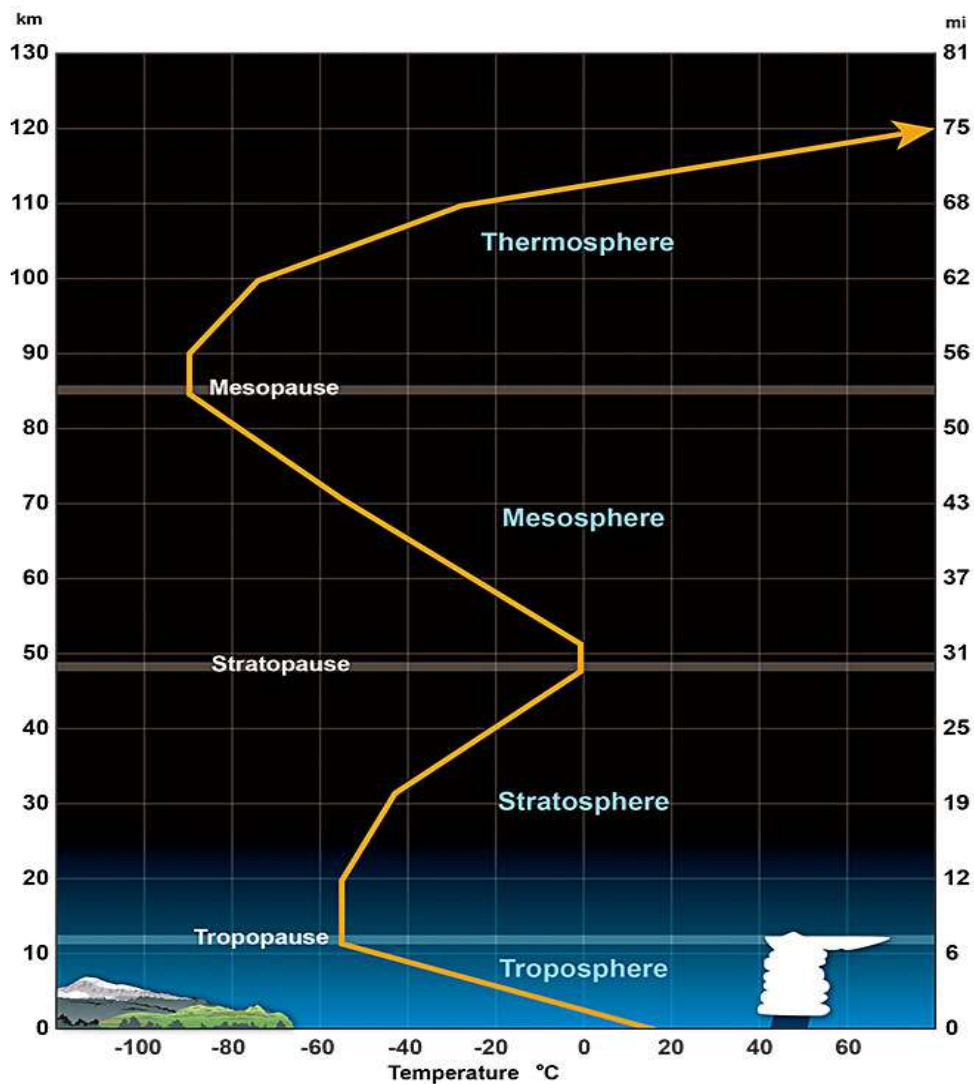 km mi
130 81
120 75
110 68
Thermosphere
100 62
90 56
Mesopause
80 50
70 43
Mesosphere
60 37
50 31
Stratopause
40 25
30 19
Stratosphere
20 12
Tropopause
10 6
Troposphere
0 0
-100 -80 -60 -40 -20 0 20 40 60
Temperature °C